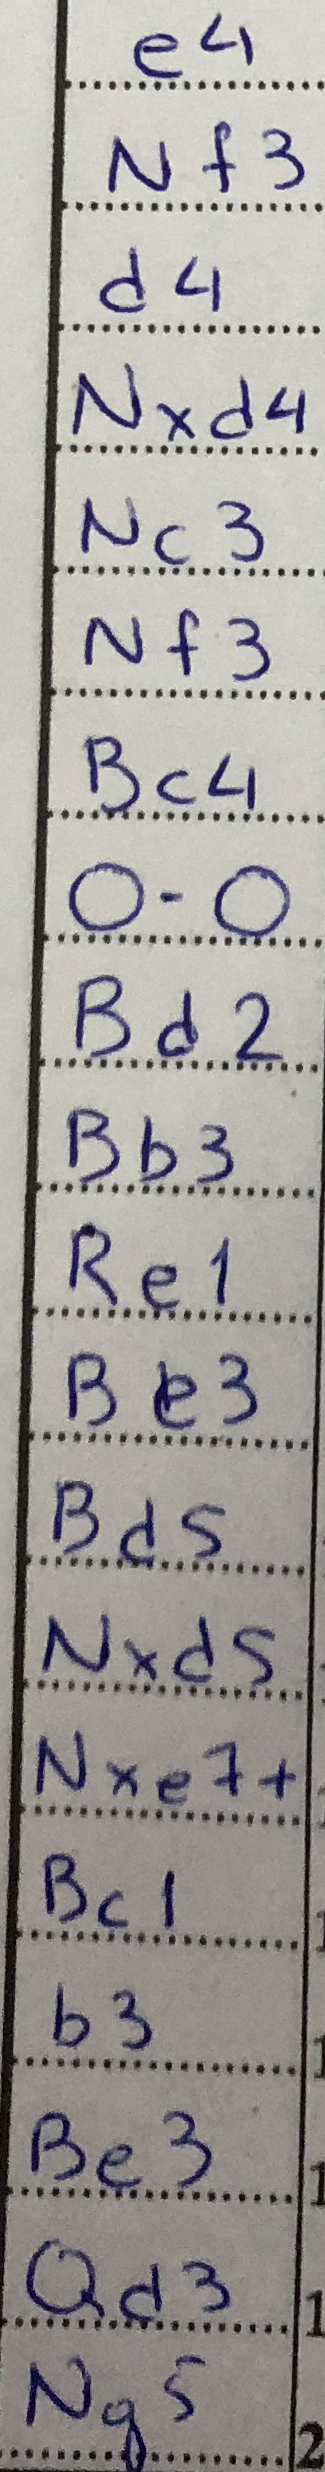 e4
Nf3
d4
Nxd4
Nc3
Nf3
Bc4
O-O
Bd2
Bb3
Re1
Be3
Bd5
Nxd5
Nxe7+
Bc1
b3
Be3
Qd3
Ng5
1
1
1
1
2